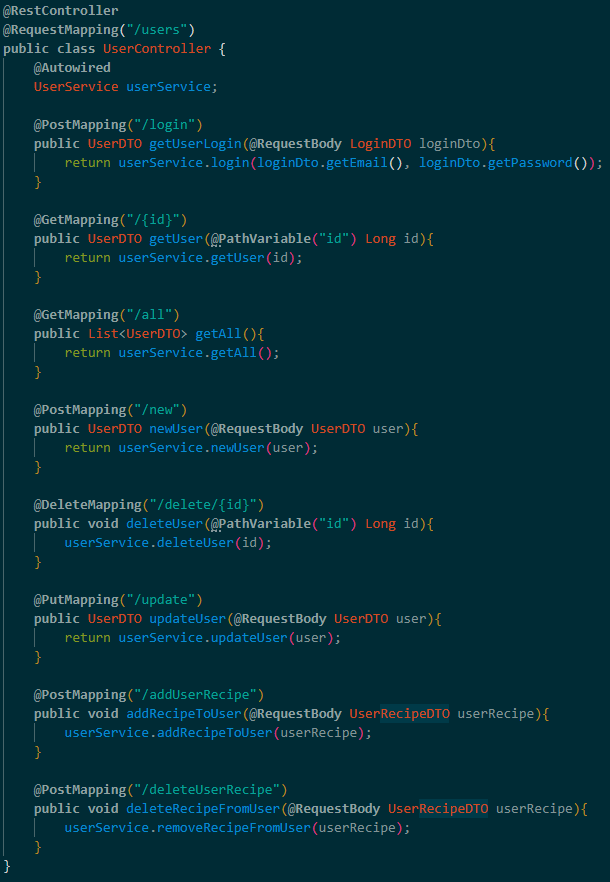 @RestController
@RequestMapping("/users")
public class UserController {
    @Autowired
    UserService userService;

    @PostMapping("/login")
    public UserDTO getUserLogin(@RequestBody LoginDTO loginDto){
        return userService.login(loginDto.getEmail(), loginDto.getPassword());
    }

    @GetMapping("/{id}")
    public UserDTO getUser(@PathVariable("id") Long id){
        return userService.getUser(id);
    }

    @GetMapping("/all")
    public List<UserDTO> getAll(){
        return userService.getAll();
    }

    @PostMapping("/new")
    public UserDTO newUser(@RequestBody UserDTO user){
        return userService.newUser(user);
    }

    @DeleteMapping("/delete/{id}")
    public void deleteUser(@PathVariable("id") Long id){
        userService.deleteUser(id);
    }

    @PutMapping("/update")
    public UserDTO updateUser(@RequestBody UserDTO user){
        return userService.updateUser(user);
    }

    @PostMapping("/addUserRecipe")
    public void addRecipeToUser(@RequestBody UserRecipeDTO userRecipe){
        userService.addRecipeToUser(userRecipe);
    }

    @PostMapping("/deleteUserRecipe")
    public void deleteRecipeFromUser(@RequestBody UserRecipeDTO userRecipe){
        userService.removeRecipeFromUser(userRecipe);
    }
}